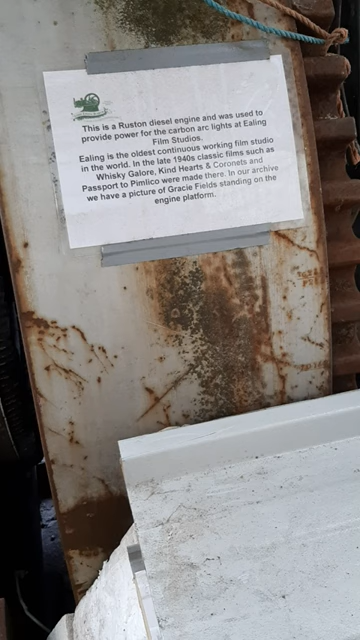 This is a Ruston diesel engine and was used to
provide power for the carbon arc lights at Ealing
Film Studios.
Ealing is the oldest continuous working film studio
in the world. In the late 1940s classic films such as
Whisky Galore, Kind Hearts & Coronets and
Passport to Pimlico were made there. In our archive
we have a picture of Gracie Fields standing on the
engine platform.